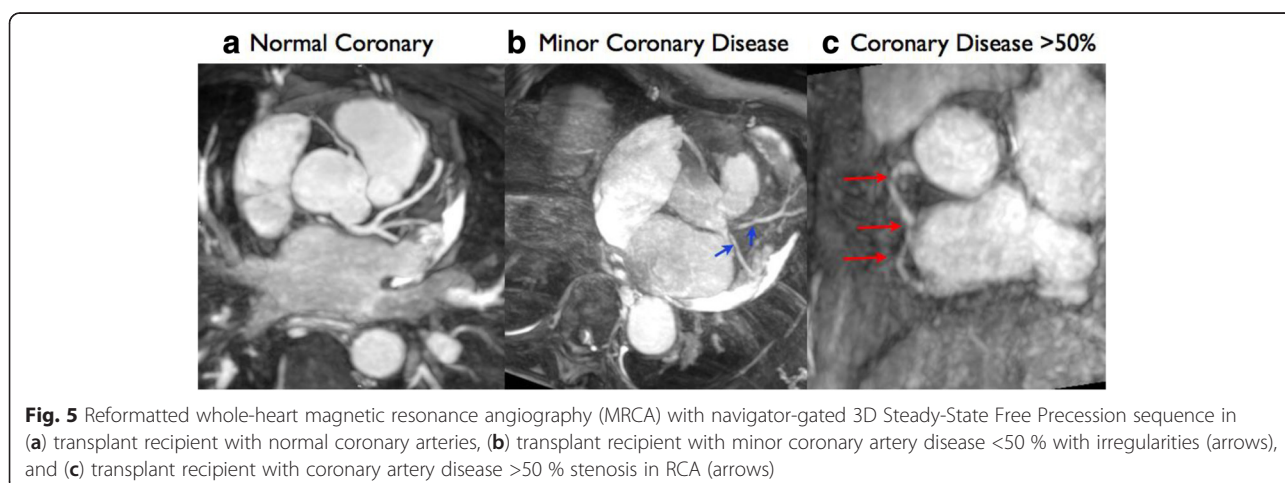 a Normal Coronary
b Minor Coronary Disease
c Coronary Disease >50%
Fig. 5 Reformatted whole-heart magnetic resonance angiography (MRCA) with navigator-gated 3D Steady-State Free Precession sequence in
(a) transplant recipient with normal coronary arteries, (b) transplant recipient with minor coronary artery disease <50 % with irregularities (arrows),
and (c) transplant recipient with coronary artery disease >50 % stenosis in RCA (arrows)